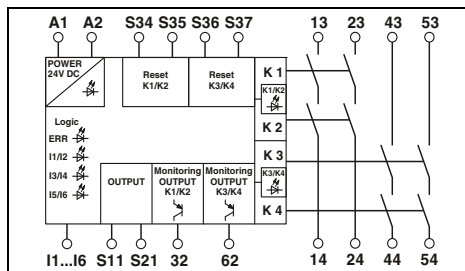 A1 A2 S34 S35 S36 S37 13 23 43 53
POWER
24V DC
Reset
K1/K2
Reset
K3/K4
K 1
K1/K2
K 2
Logic
ERR
I1/I2
I3/I4
I5/I6
K 3
K3/K4
K 4
OUTPUT
Monitoring
OUTPUT
K1/K2
Monitoring
OUTPUT
K3/K4
I1...I6 S11 S21 32 62 14 24 44 54